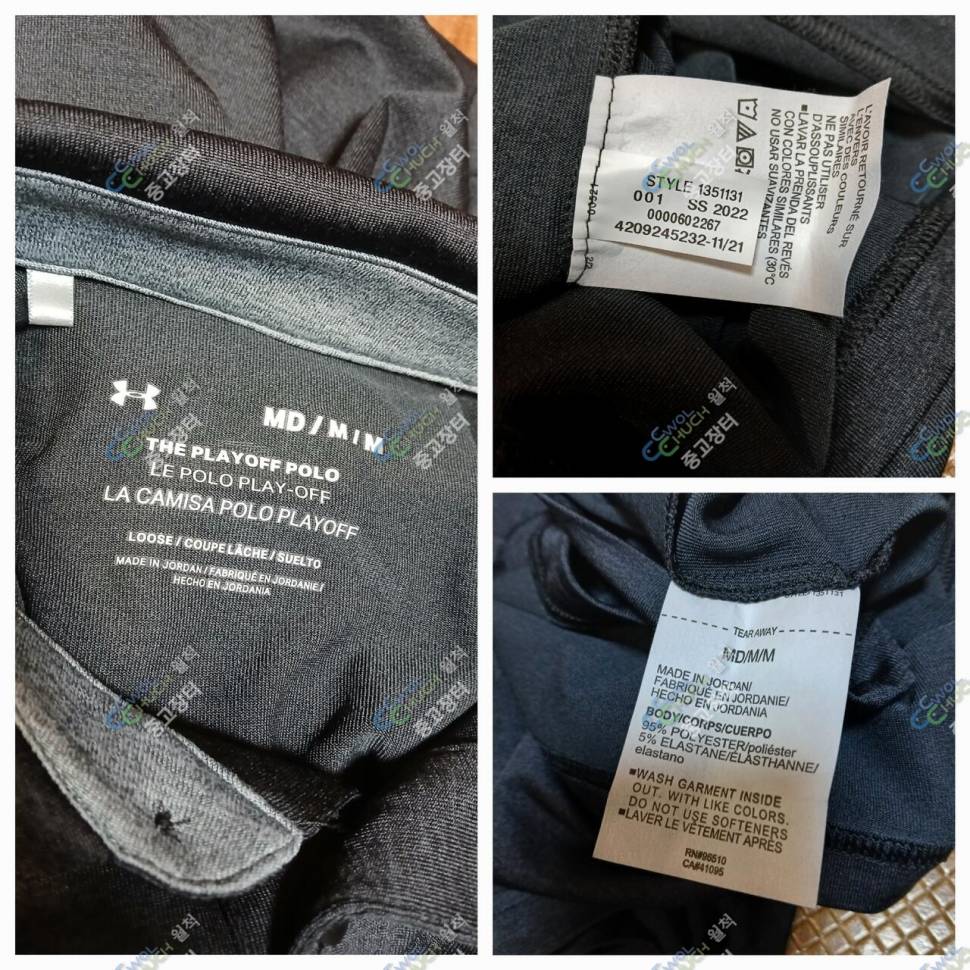 MD / M | M
THE PLAYOFF POLO
LE POLO PLAY-OFF
LA CAMISA POLO PLAYOFF
LOOSE / COUPE LÂCHE / SUELTO
MADE IN JORDAN / FABRIQUÉ EN JORDANIE /
HECHO EN JORDANIA
L'AVOIR RETOURNÉ SUR
L'ENVERS
AVEC DES COULEURS
SIMILAIRES
NE PAS UTILISER
D'ASSOUPLISSANTS
▪LAVAR LA PRENDA DEL REVÉS
CON COLORES SIMILARES (30°C
NO USAR SUAVIZANTES
STYLE 1351131
001 SS 2022
0000602267
4209245232-11/21
TEAR AWAY
MD/M/M
MADE IN JORDAN/
FABRIQUÉ EN JORDANIE/
HECHO EN JORDANIA
BODY/CORPS/CUERPO
95% POLYESTER/poliéster
5% ELASTANE/ÉLASTHANNE/
elastano
▪WASH GARMENT INSIDE
OUT. WITH LIKE COLORS.
DO NOT USE SOFTENERS
▪LAVER LE VÊTEMENT APRÈS
RN#96510
CA#41095
CWOL
CHUCH 월척
중고장터